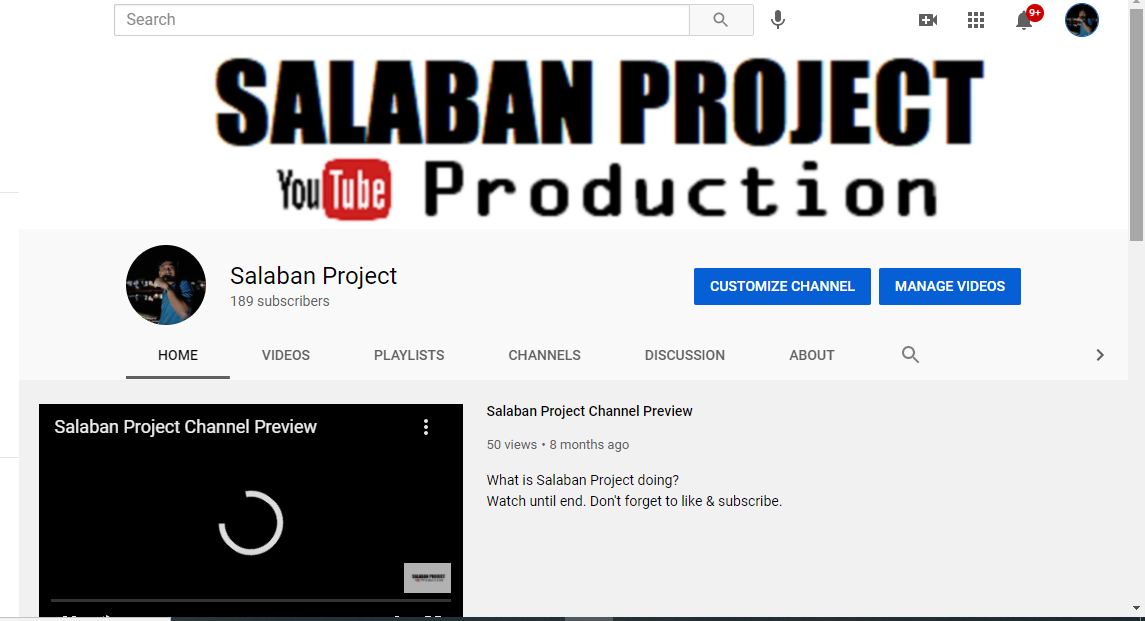 Search
9+
SALABAN PROJECT
YouTube Production
Salaban Project
189 subscribers
CUSTOMIZE CHANNEL
MANAGE VIDEOS
HOME
VIDEOS
PLAYLISTS
CHANNELS
DISCUSSION
ABOUT
Salaban Project Channel Preview
Salaban Project Channel Preview
50 views • 8 months ago
What is Salaban Project doing?
Watch until end. Don't forget to like & subscribe.
SALABAN PROJECT